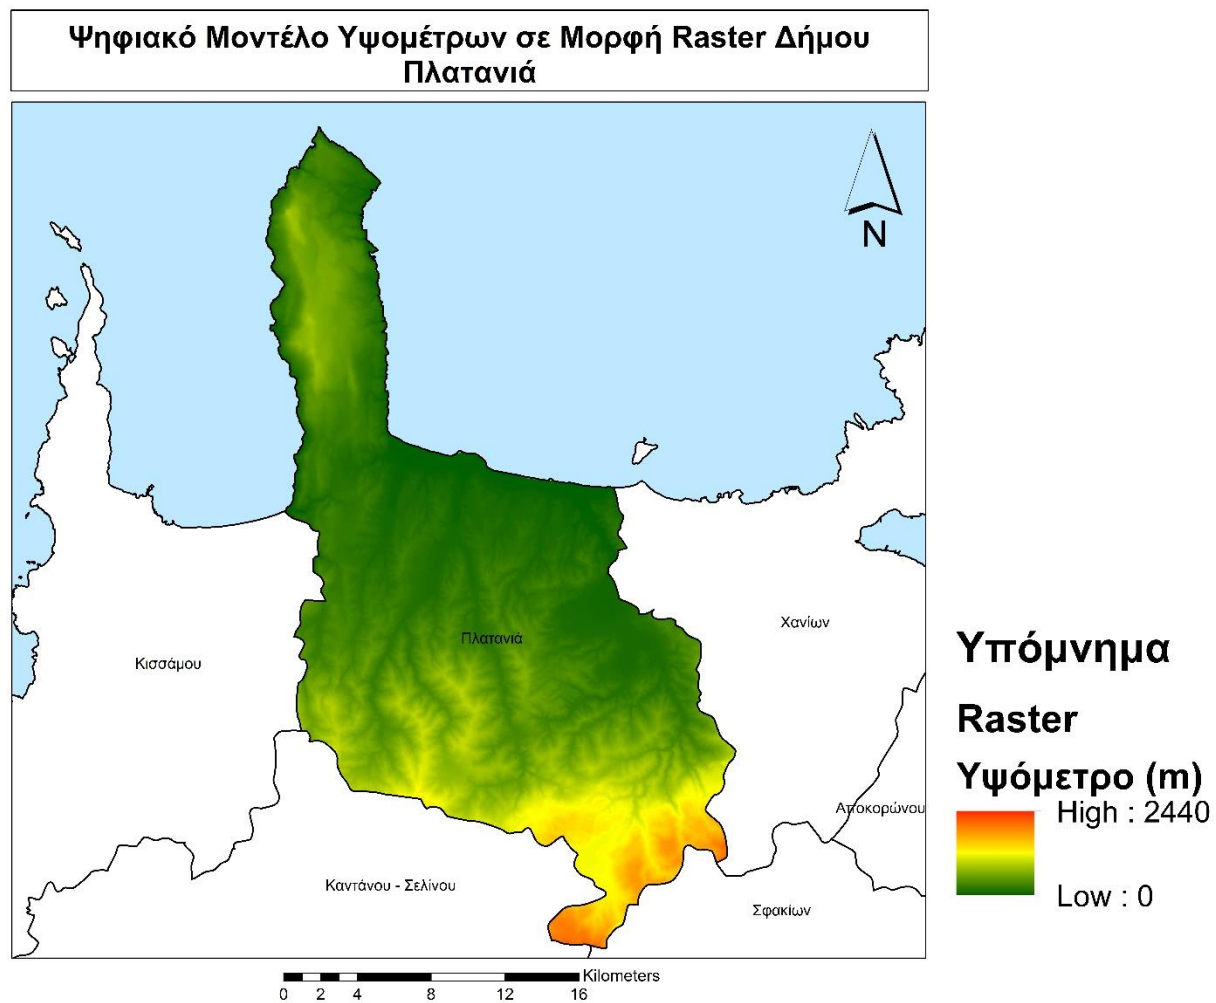 Ψηφιακό Μοντέλο Υψομέτρων σε Μορφή Raster Δήμου
Πλατανιά
N
Πλατανιά
Χανίων
Κισσάμου
Αποκορώνου
Καντάνου - Σελίνου
Σφακίων
Υπόμνημα
Raster
Υψόμετρο (m)
High : 2440
Low : 0
Kilometers
0 2 4 8 12 16